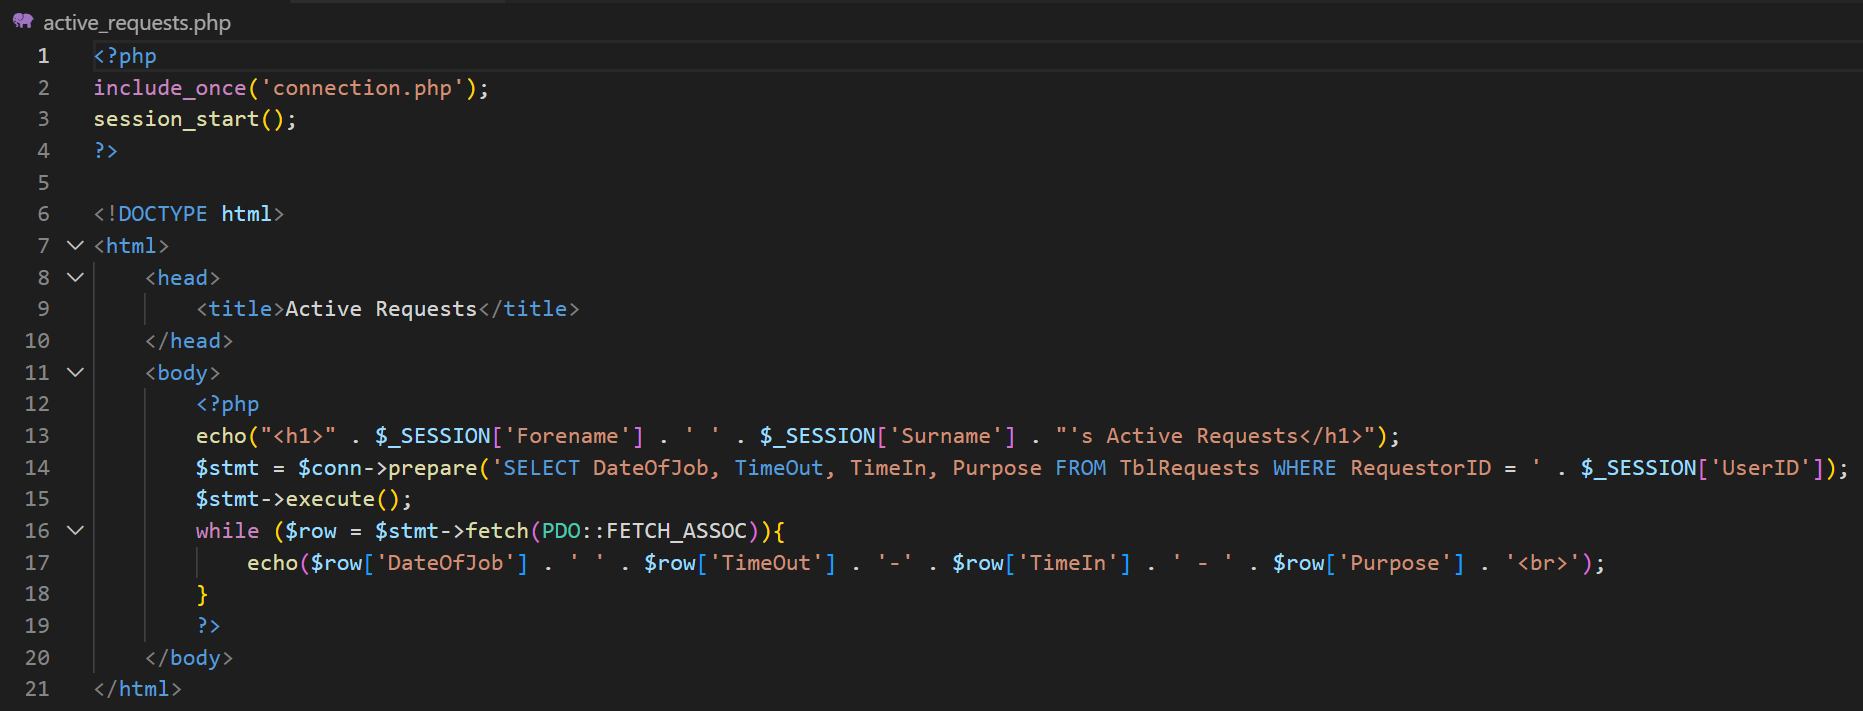 active_requests.php
1 <?php
2 include_once('connection.php');
3 session_start();
4 ?>
5
6 <!DOCTYPE html>
7 <html>
8     <head>
9         <title>Active Requests</title>
10     </head>
11     <body>
12         <?php
13         echo("<h1>" . $_SESSION['Forename'] . ' ' . $_SESSION['Surname'] . "'s Active Requests</h1>");
14         $stmt = $conn->prepare('SELECT DateOfJob, TimeOut, TimeIn, Purpose FROM TblRequests WHERE RequestorID = ' . $_SESSION['UserID']);
15         $stmt->execute();
16         while ($row = $stmt->fetch(PDO::FETCH_ASSOC)){
17             echo($row['DateOfJob'] . ' ' . $row['TimeOut'] . '-' . $row['TimeIn'] . ' - ' . $row['Purpose'] . '<br>');
18         }
19         ?>
20     </body>
21 </html>